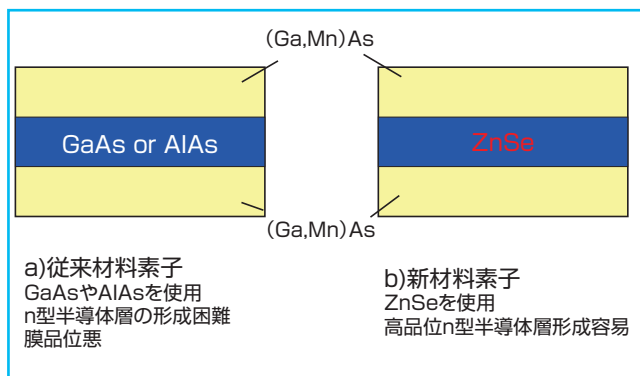 (Ga,Mn)As
GaAs or AlAs
ZnSe
(Ga,Mn)As
a)従来材料素子
GaAsやAlAsを使用
n型半導体層の形成困難
膜品位悪
b)新材料素子
ZnSeを使用
高品位n型半導体層形成容易